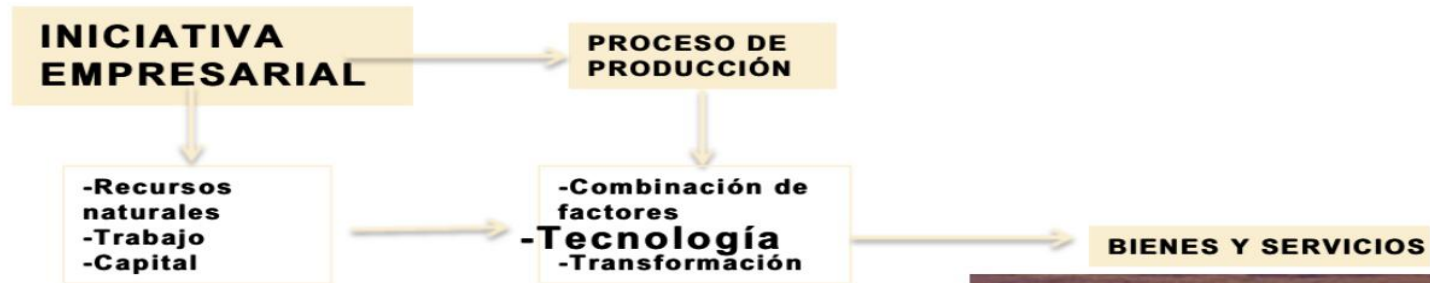 INICIATIVA
EMPRESARIAL
PROCESO DE
PRODUCCIÓN
-Recursos
naturales
-Trabajo
-Capital
-Combinación de
factores
-Tecnología
-Transformación
BIENES Y SERVICIOS